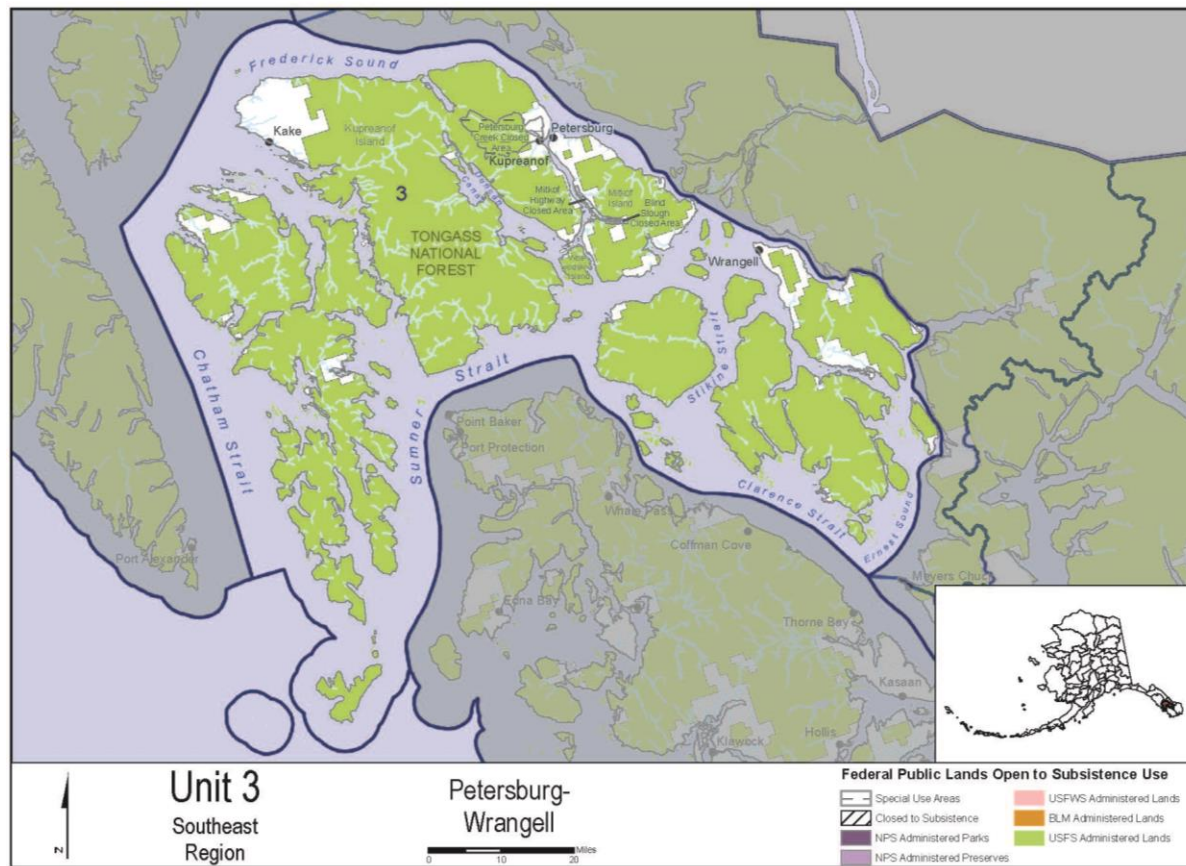 Frederick Sound
Kake
Kupreanof
Island
Petersburg
Creek Closed
Area
Petersburg
Kupreanof
Duncan
Canal
3
Mitkof
Highway
Closed Area
Mitkof
Island
Blind
Slough
Closed Area
TONGASS
NATIONAL
FOREST
Wrangell
Chatham Strait
Sumner
Strait
Stikine Strait
Point Baker
Port Protection
Whale Pass
Clarence Strait
Ernest Sound
Coffman Cove
Port Alexander
Meyers Chuck
Edna Bay
Thorne Bay
Kasaan
Klawock
Hollis
N
Unit 3
Southeast
Region
Petersburg-
Wrangell
Miles
0 10 20
Federal Public Lands Open to Subsistence Use
Special Use Areas
USFWS Administered Lands
Closed to Subsistence
BLM Administered Lands
NPS Administered Parks
USFS Administered Lands
NPS Administered Preserves